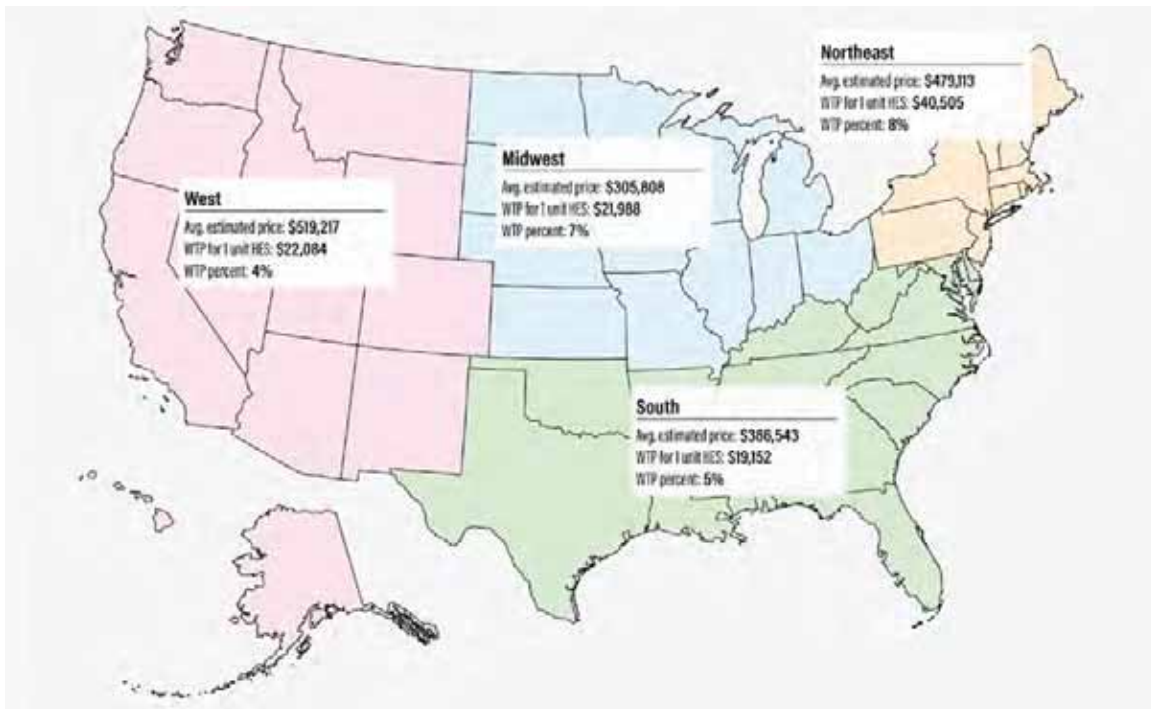 Northeast
Avg. estimated price: $479,113
WTP for 1 unit HES: $40,505
WTP percent: 8%
Midwest
Avg. estimated price: $305,808
WTP for 1 unit HES: $21,988
WTP percent: 7%
West
Avg. estimated price: $519,217
WTP for 1 unit HES: $22,084
WTP percent: 4%
South
Avg. estimated price: $386,543
WTP for 1 unit HES: $19,152
WTP percent: 5%